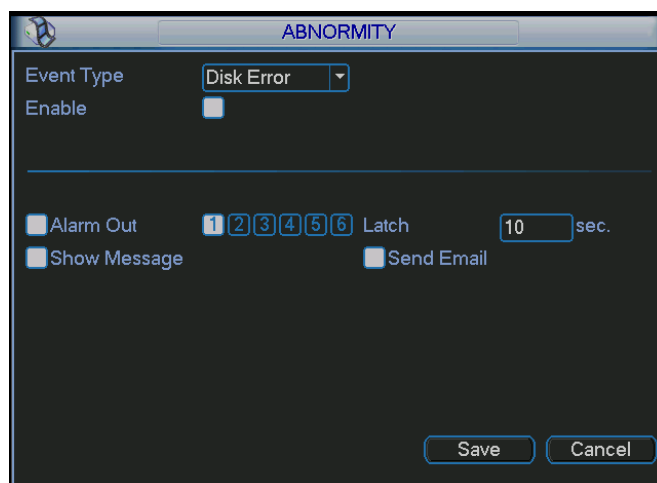 ABNORMITY
Event Type Disk Error
Enable
Alarm Out 1 2 3 4 5 6 Latch 10 sec.
Show Message Send Email
Save Cancel